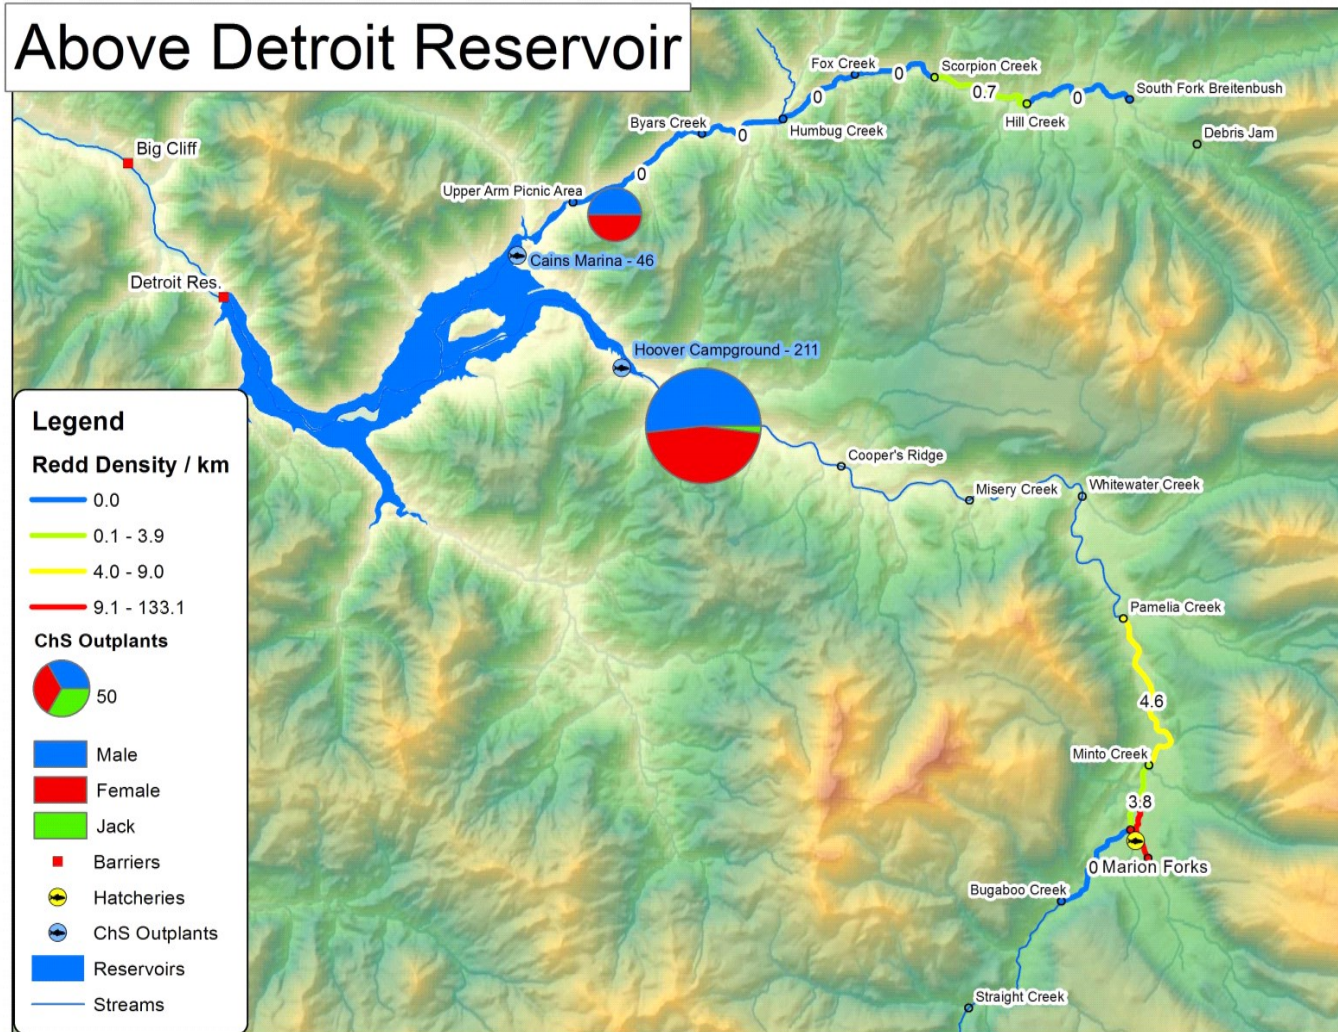 Above Detroit Reservoir
Fox Creek
Scorpion Creek
0
0.7
0
South Fork Breitenbush
0
Hill Creek
Byars Creek
0
Humbug Creek
Debris Jam
Big Cliff
0
Upper Arm Picnic Area
Cains Marina - 46
Detroit Res.
Hoover Campground - 211
Cooper's Ridge
Misery Creek
Whitewater Creek
Pamelia Creek
4.6
Minto Creek
3.8
0 Marion Forks
Bugaboo Creek
Straight Creek
Legend
Redd Density / km
0.0
0.1 - 3.9
4.0 - 9.0
9.1 - 133.1
ChS Outplants
50
Male
Female
Jack
Barriers
Hatcheries
ChS Outplants
Reservoirs
Streams